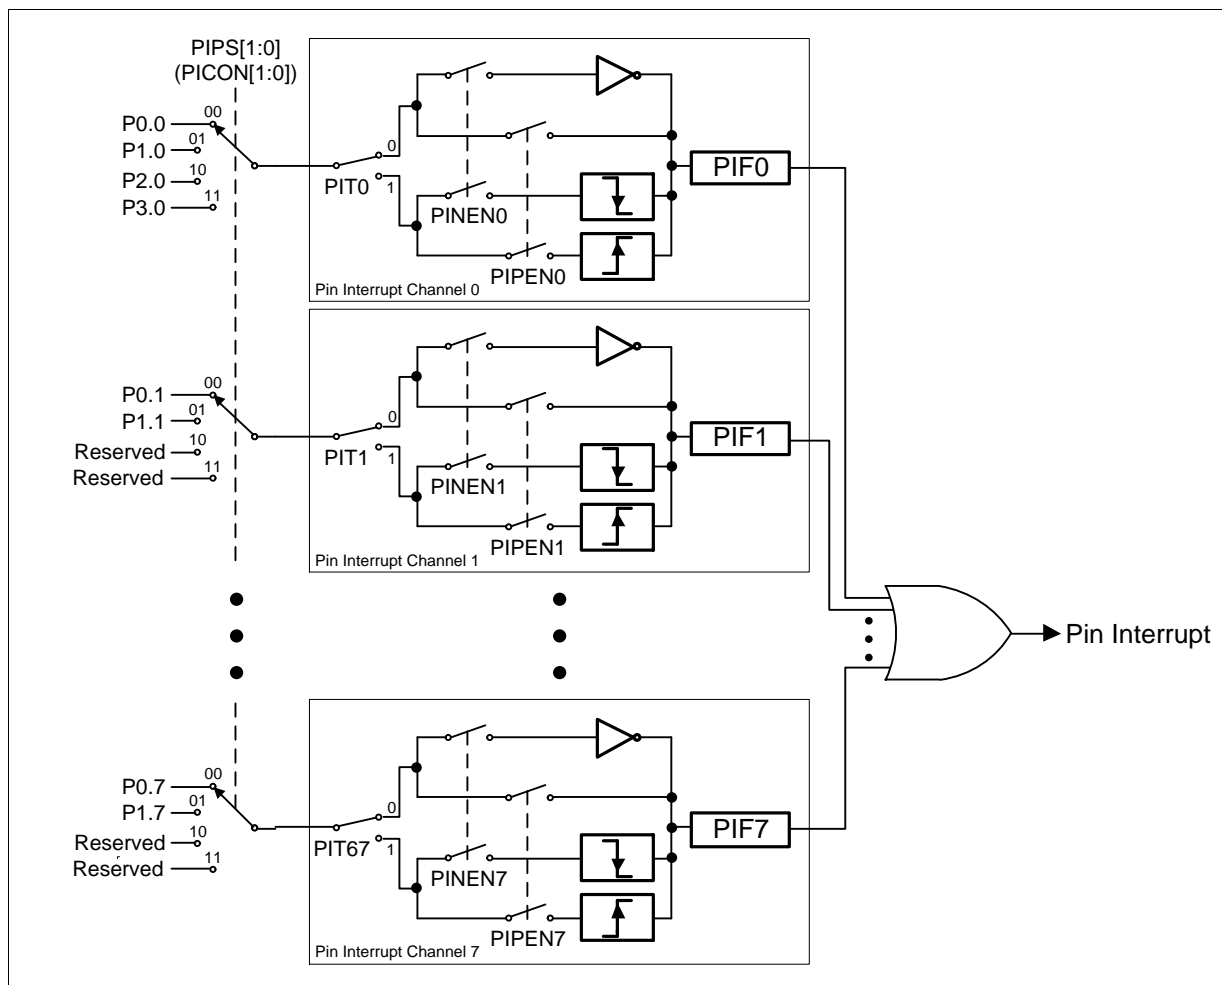 PIPS[1:0]
(PICON[1:0])
P0.0
00
P1.0
01
P2.0
10
P3.0
11
PIT0
0
1
PINEN0
PIPEN0
PIF0
Pin Interrupt Channel 0
P0.1
00
P1.1
01
Reserved
10
Reserved
11
PIT1
0
1
PINEN1
PIPEN1
PIF1
Pin Interrupt Channel 1
Pin Interrupt
P0.7
00
P1.7
01
Reserved
10
Reserved
11
PIT67
0
1
PINEN7
PIPEN7
PIF7
Pin Interrupt Channel 7